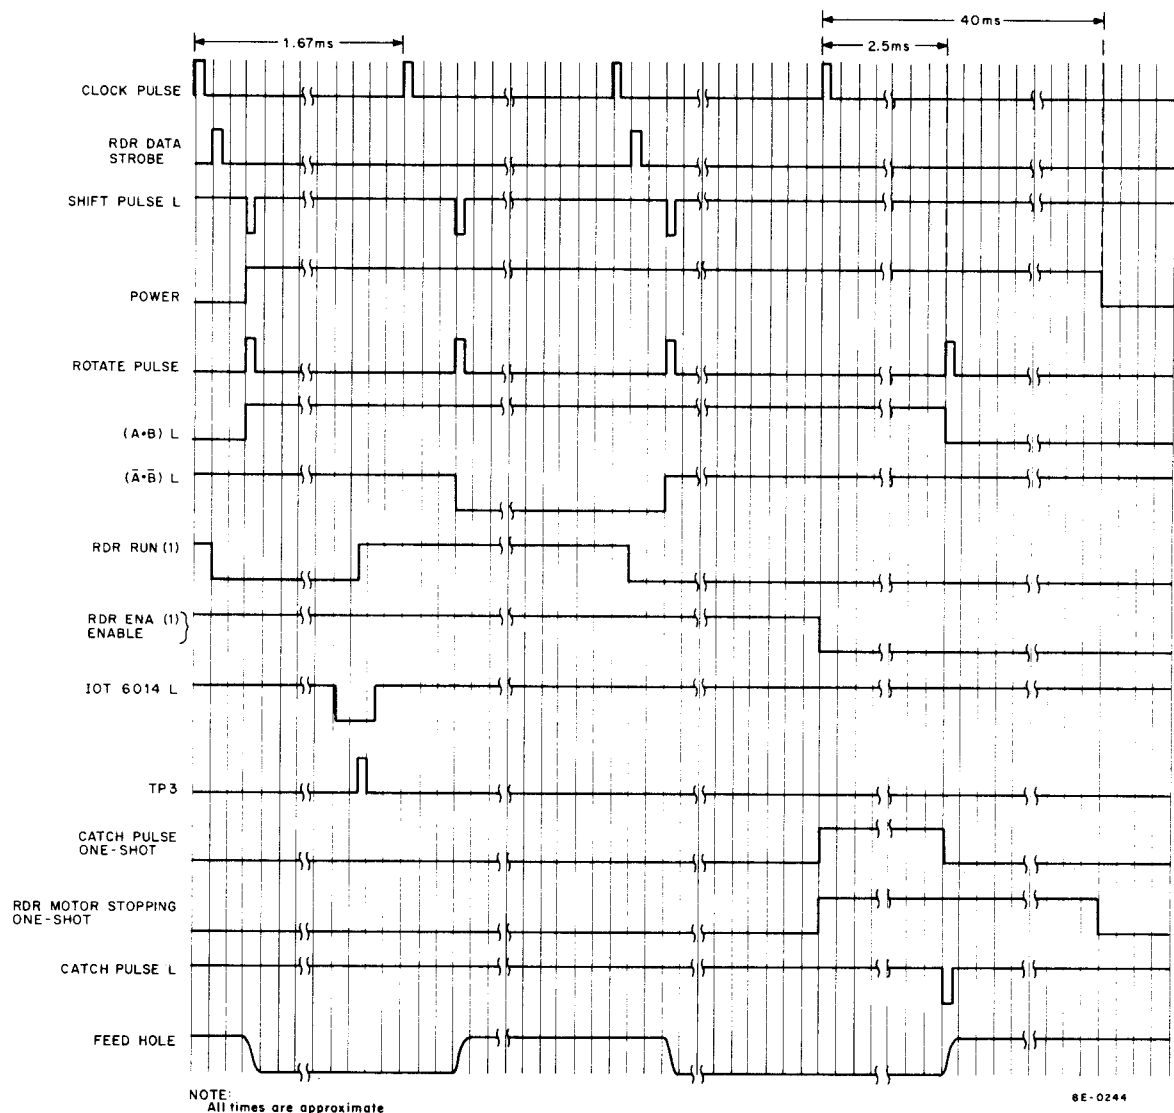 40ms
1.67ms
2.5ms
CLOCK PULSE
RDR DATA
STROBE
SHIFT PULSE L
POWER
ROTATE PULSE
(A•B) L
(Ā•B̄) L
RDR RUN (1)
RDR ENA (1)
ENABLE
IOT 6014 L
TP3
CATCH PULSE
ONE-SHOT
RDR MOTOR STOPPING
ONE-SHOT
CATCH PULSE L
FEED HOLE
NOTE:
All times are approximate
8E-0244